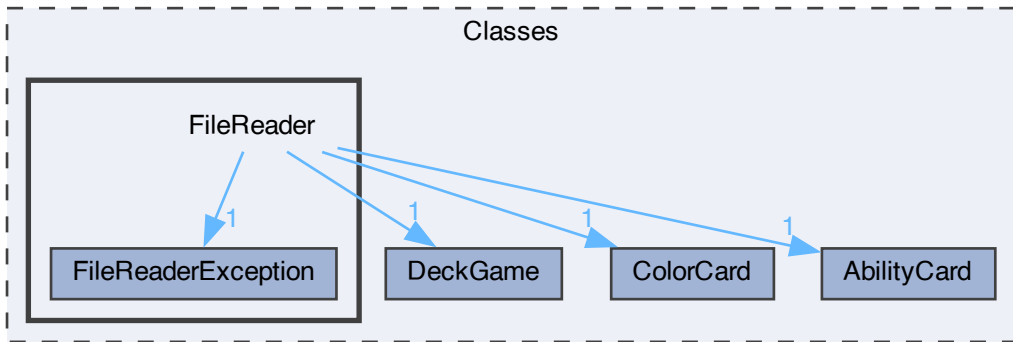 Classes
FileReader
1
1
1
1
FileReaderException
DeckGame
ColorCard
AbilityCard